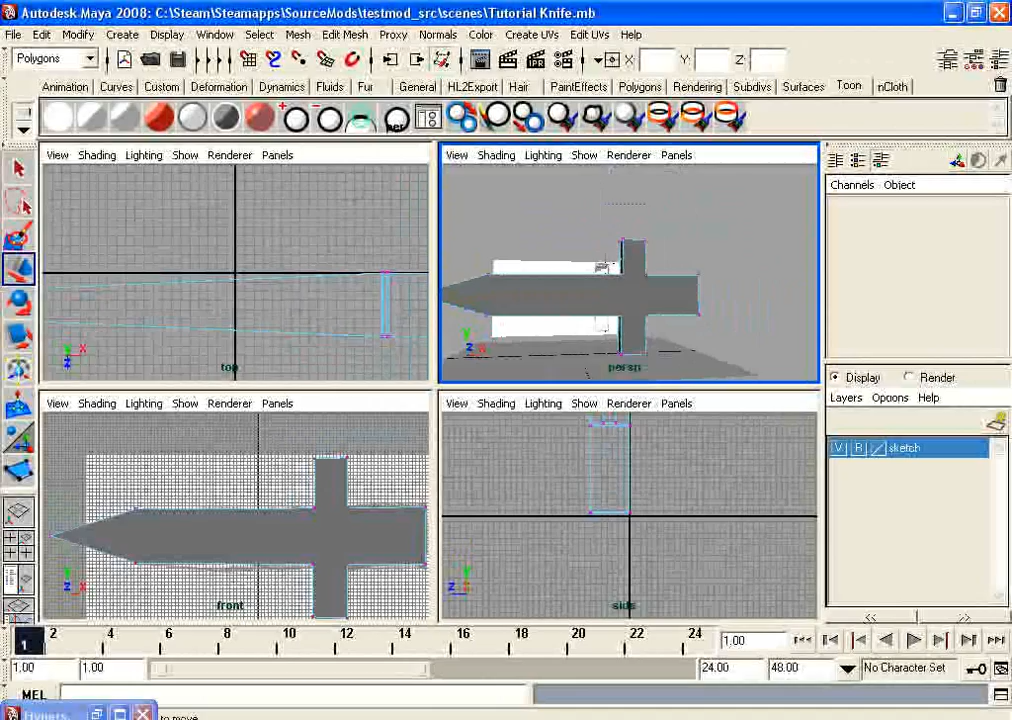 Autodesk Maya 2008: C:\Steam\Steamapps\SourceMods\testmod_src\scenes\Tutorial Knife.mb
File Edit Modify Create Display Window Select Mesh Edit Mesh Proxy Normals Color Create UVs Edit UVs Help
Polygons X: Y: Z:
Animation Curves Custom Deformation Dynamics Fluids Fur General HL2Export Hair PaintEffects Polygons Rendering Subdivs Surfaces Toon nCloth
View Shading Lighting Show Renderer Panels
View Shading Lighting Show Renderer Panels
Channels Object
top
persp
Display Render
Layers Options Help
View Shading Lighting Show Renderer Panels
View Shading Lighting Show Renderer Panels
V R sketch
front
side
1 2 4 6 8 10 12 14 16 18 20 22 24 1.00
1.00 1.00 24.00 48.00 No Character Set
MEL
to move